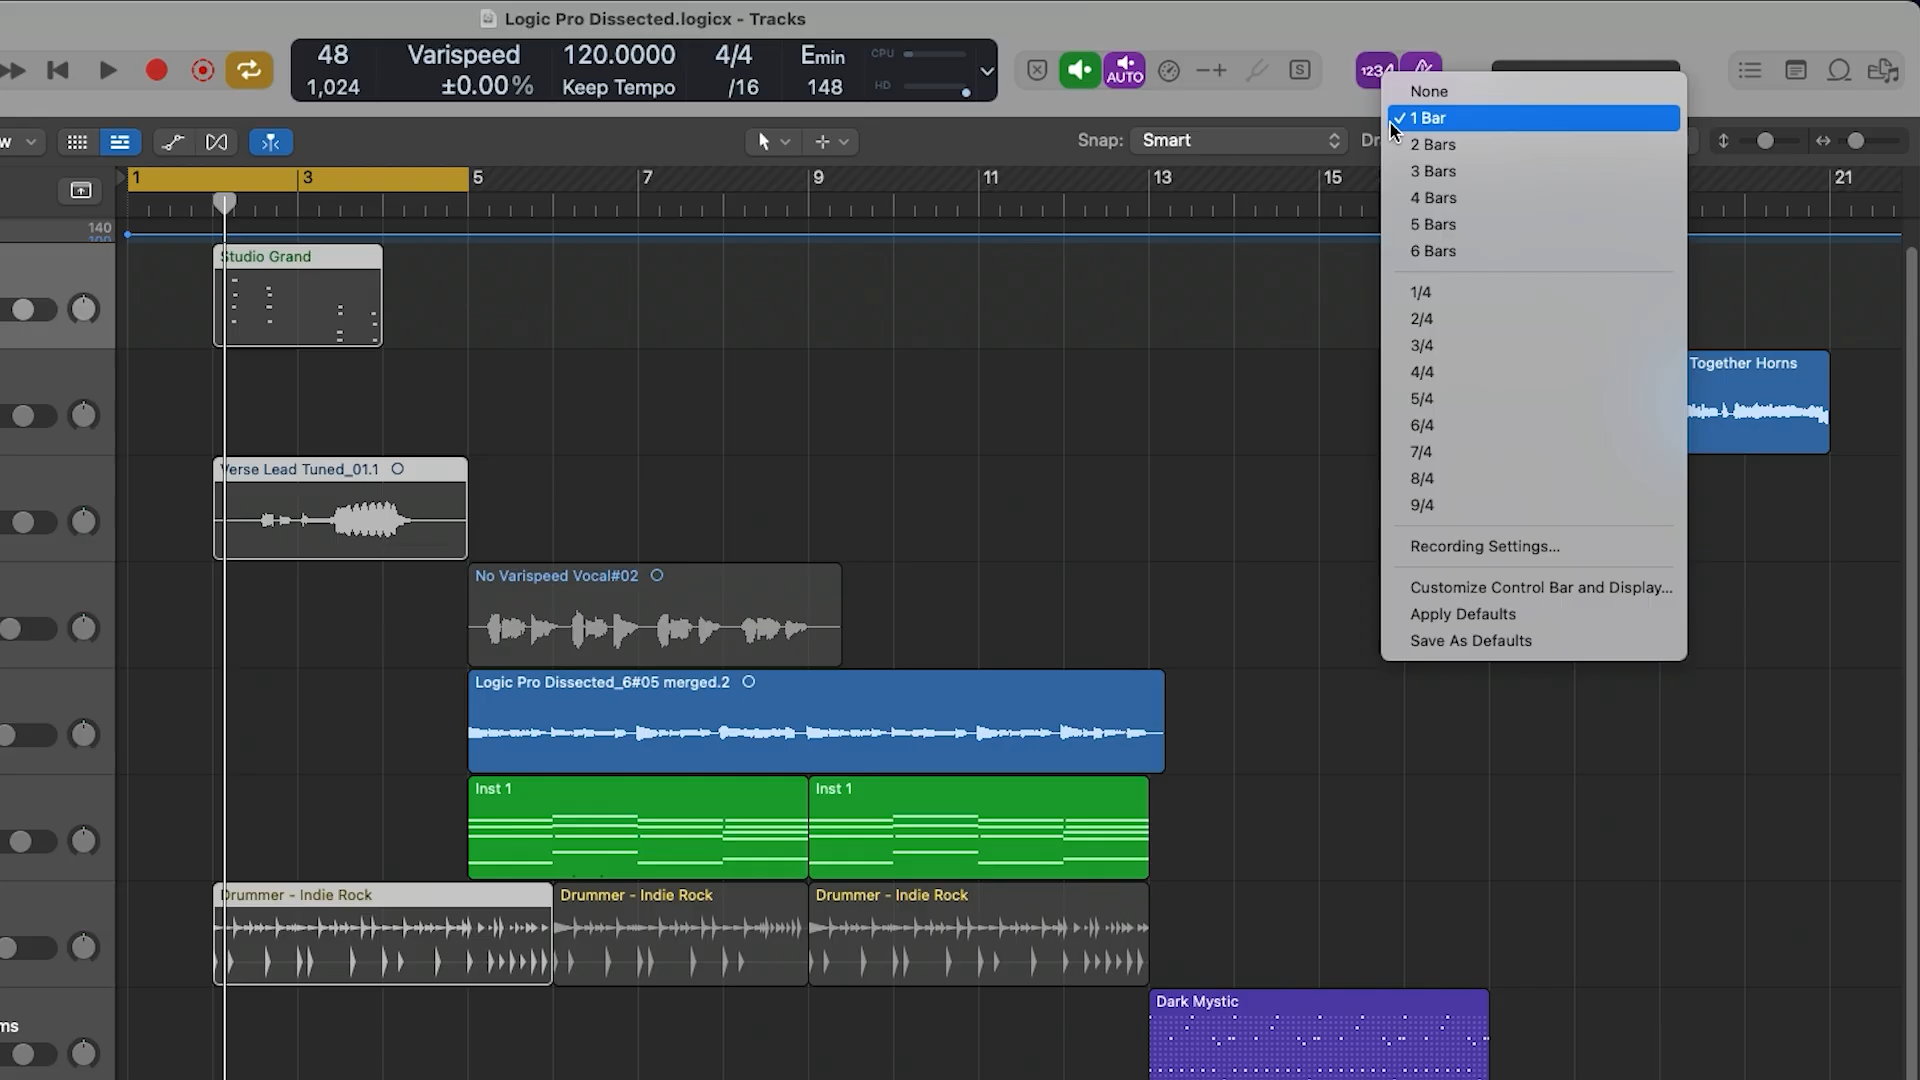 Logic Pro Dissected.logicx - Tracks
48 Varispeed 120.0000 4/4 Emin CPU
1,024 ±0.00% Keep Tempo /16 148 HD
AUTO
S
1234
None
✓ 1 Bar
2 Bars
3 Bars
4 Bars
5 Bars
6 Bars
1/4
2/4
3/4
4/4
5/4
6/4
7/4
8/4
9/4
Recording Settings...
Customize Control Bar and Display...
Apply Defaults
Save As Defaults
w
Snap: Smart
Dr
1 3 5 7 9 11 13 15 21
140
Studio Grand
Together Horns
Verse Lead Tuned_01.1
No Varispeed Vocal#02
Logic Pro Dissected_6#05 merged.2
Inst 1 Inst 1
Drummer - Indie Rock Drummer - Indie Rock Drummer - Indie Rock
Dark Mystic
ms